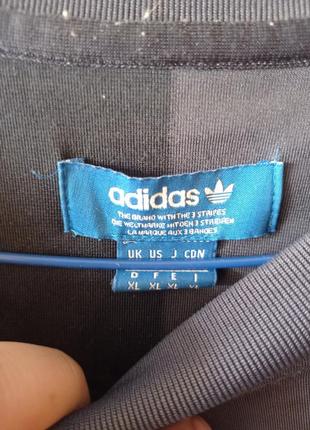 adidas
THE BRAND WITH THE 3 STRIPES
DIE WELTMARKE MIT DEN 3 STREIFEN
LA MARQUE AUX 3 BANDES
UK US J CDN
D F E I
XL XL XL XL